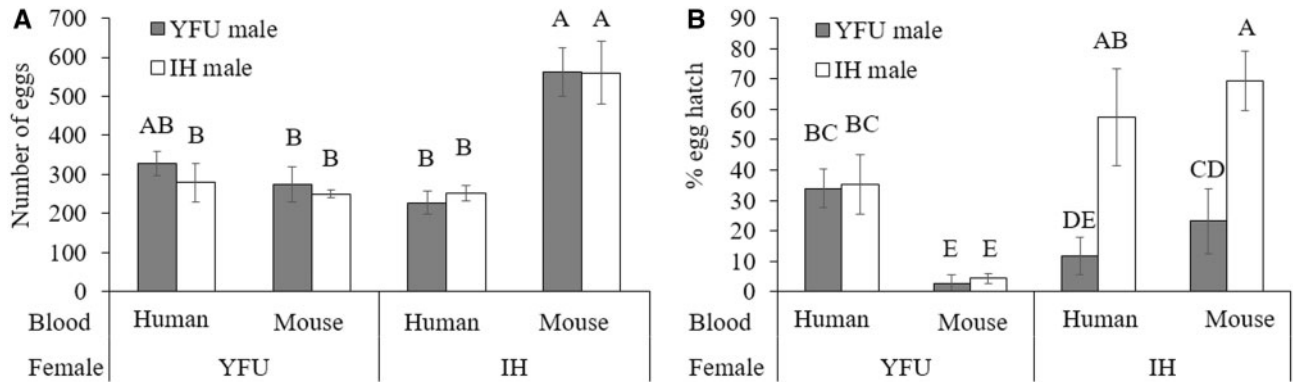 A
Number of eggs
700
600
500
400
300
200
100
0
YFU male
IH male
AB
B
B
B
B
B
A
A
Blood
Human
Mouse
Human
Mouse
Female
YFU
IH
B
% egg hatch
90
80
70
60
50
40
30
20
10
0
YFU male
IH male
BC
BC
E
E
DE
AB
CD
A
Blood
Human
Mouse
Human
Mouse
Female
YFU
IH